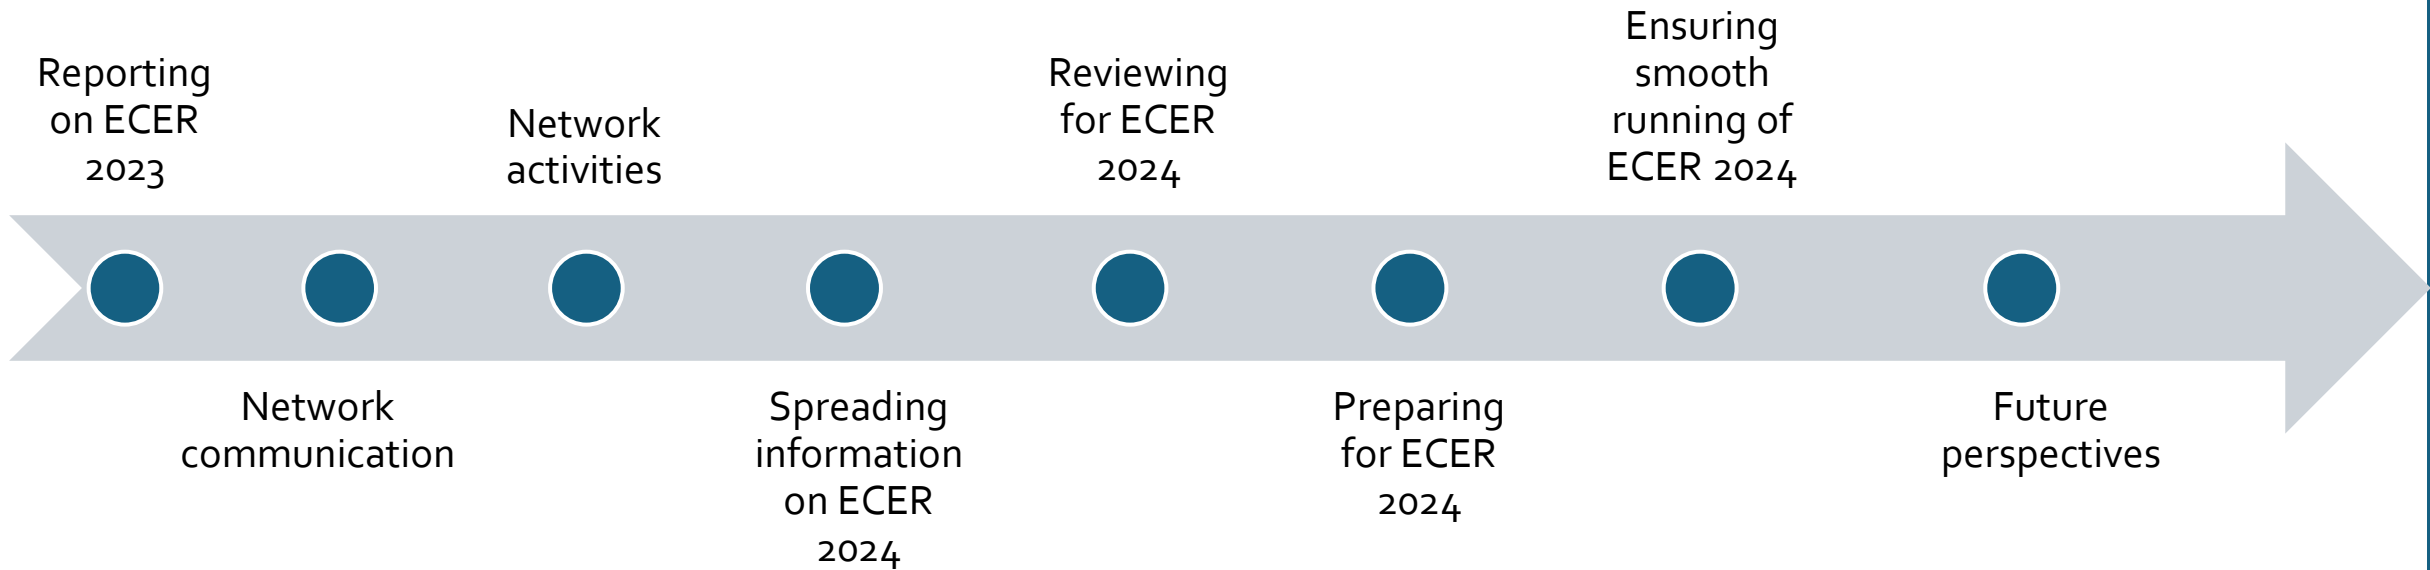 Reporting
on ECER
2023
Network
communication
Network
activities
Spreading
information
on ECER
2024
Reviewing
for ECER
2024
Preparing
for ECER
2024
Ensuring
smooth
running of
ECER 2024
Future
perspectives